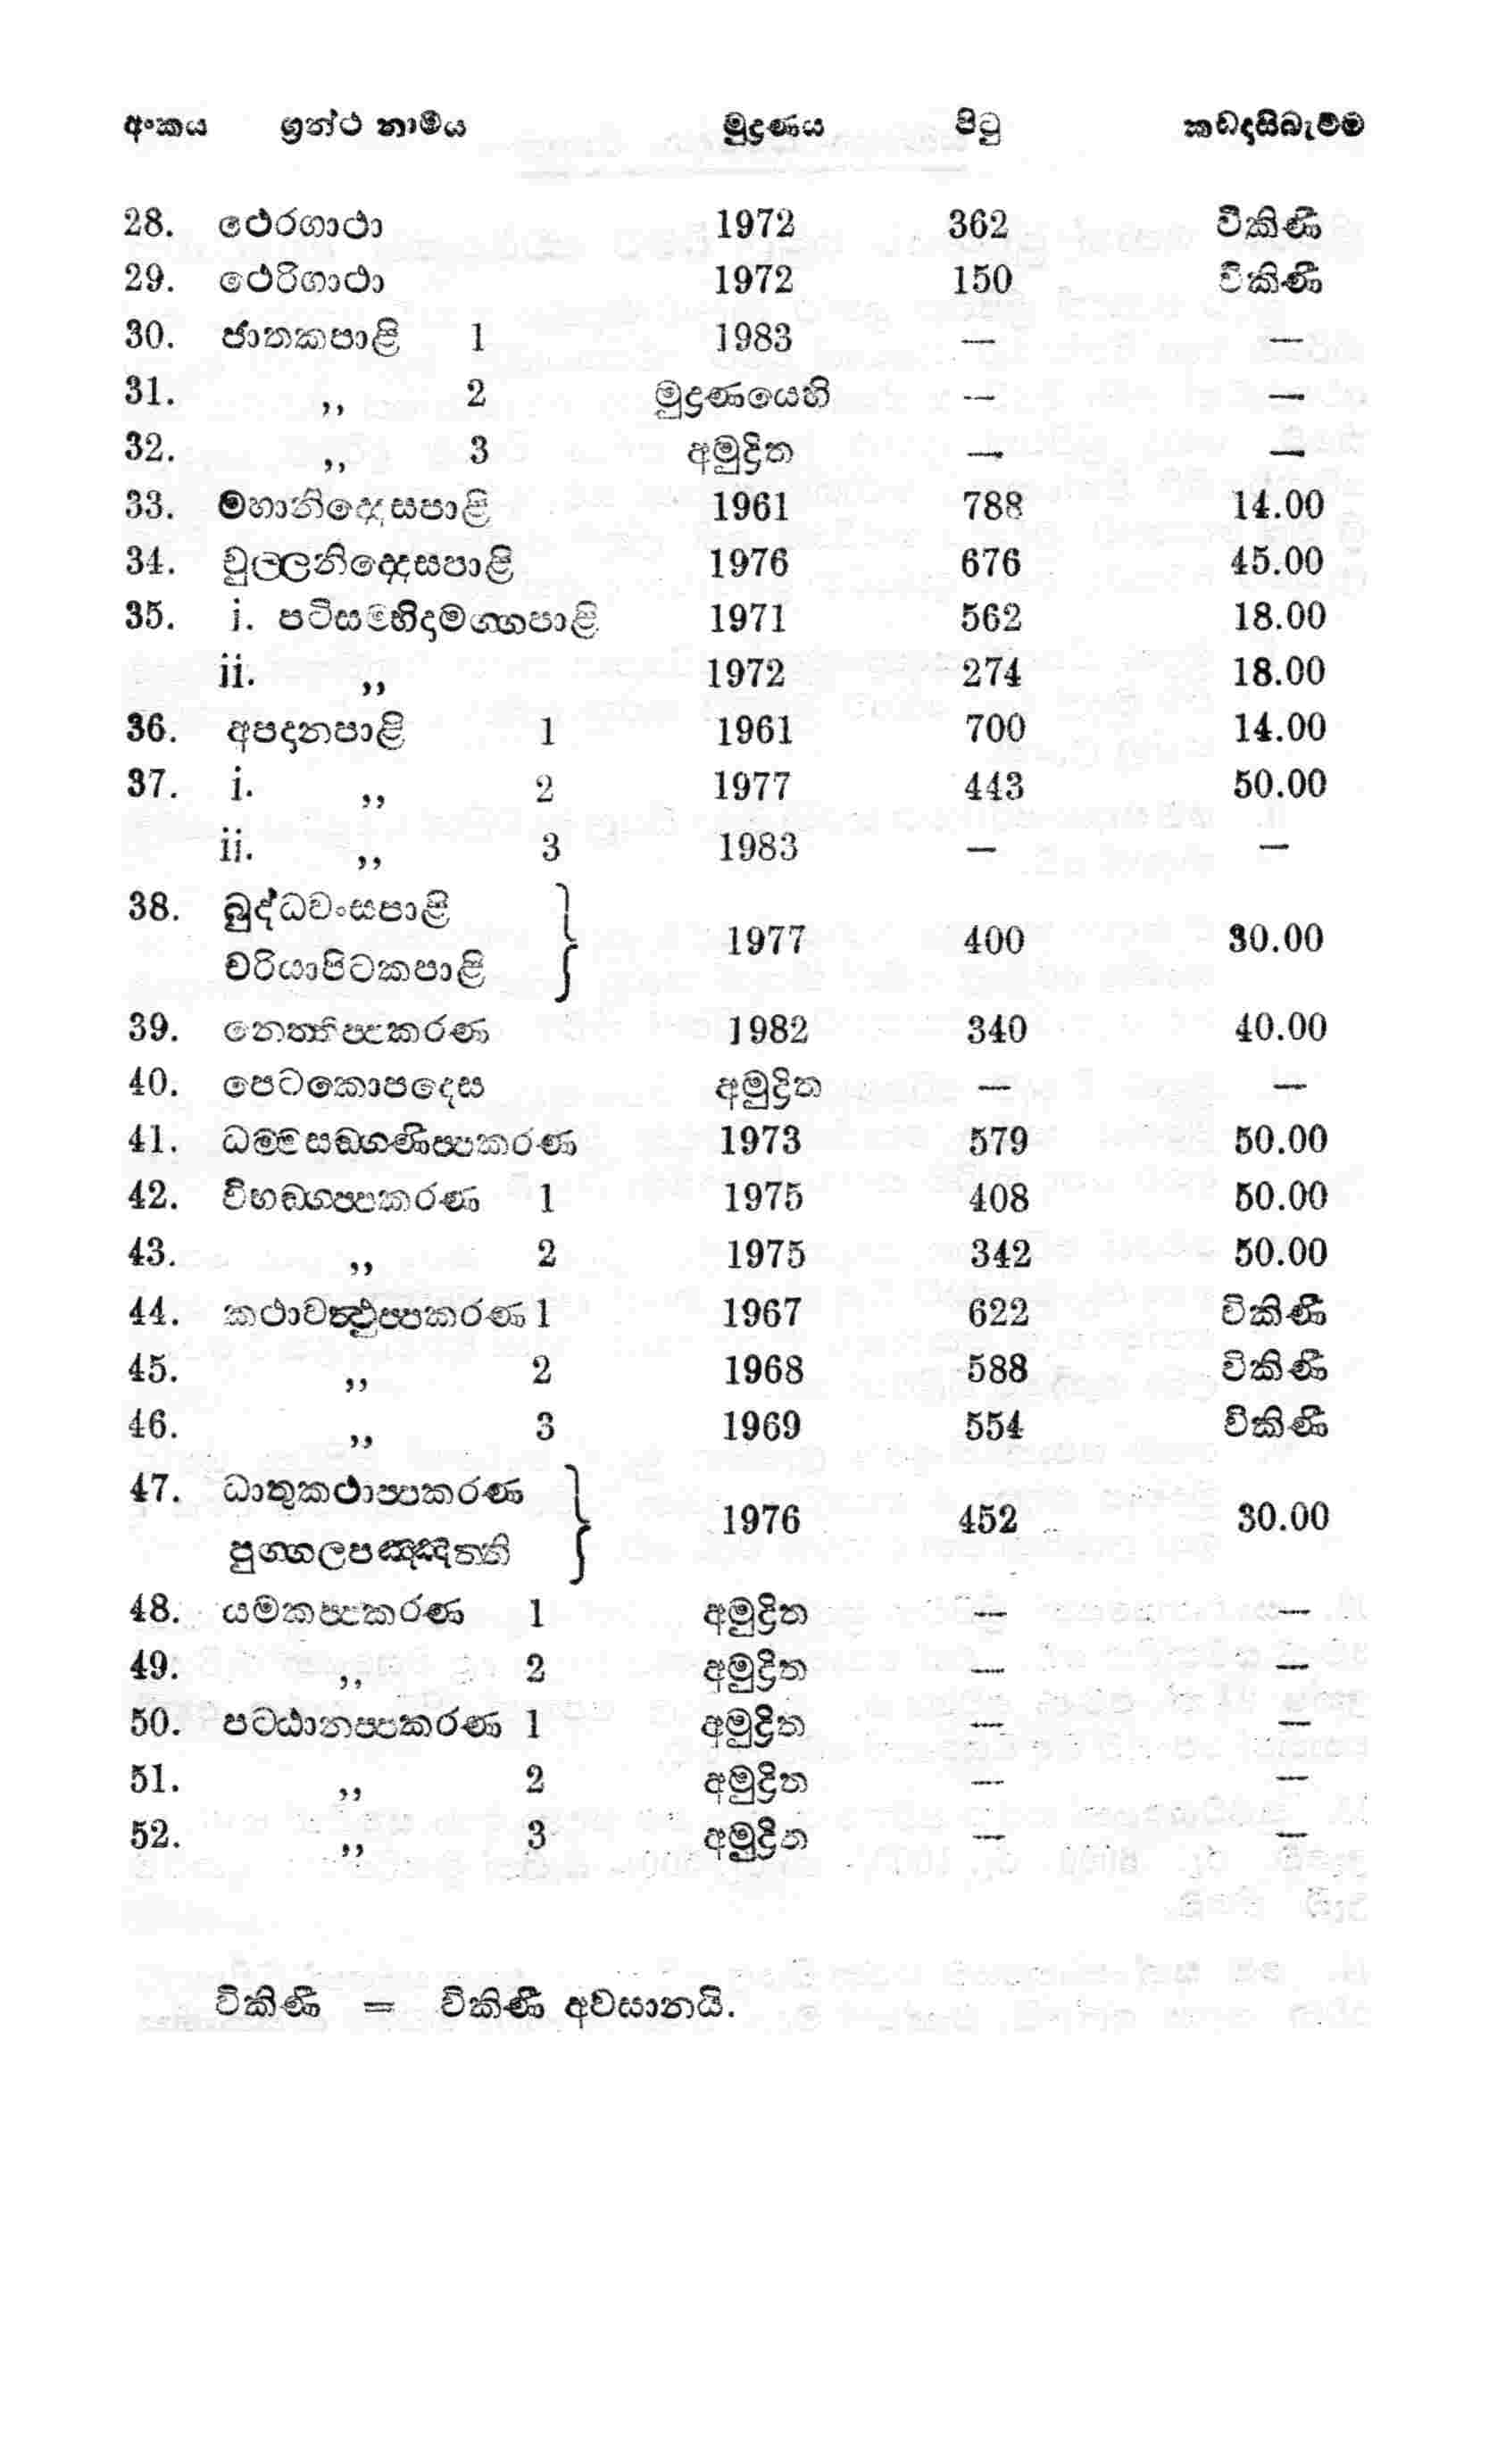 අංකය ග්‍රන්ථ නාමය මුද්‍රණය පිටු කඩදාසිබැම්ම
28. ථේරගාථා 1972 362 විකිණී
29. ථේරිගාථා 1972 150 විකිණී
30. ජාතකපාළි 1 1983 — —
31. ,, 2 මුද්‍රණයෙහි — —
32. ,, 3 අමුද්‍රිත — —
33. මහානිද්දෙසපාළි 1961 788 14.00
34. චුල්ලනිද්දෙසපාළි 1976 676 45.00
35. i. පටිසම්භිදාමග්ගපාළි 1971 562 18.00
ii. ,, 1972 274 18.00
36. අපදානපාළි 1 1961 700 14.00
37. i. ,, 2 1977 443 50.00
ii. ,, 3 1983 — —
38. බුද්ධවංසපාළි
චරියාපිටකපාළි } 1977 400 30.00
39. නෙත්තිප්පකරණ 1982 340 40.00
40. පෙටකොපදෙස අමුද්‍රිත — —
41. ධම්මසඞ්ගණිප්පකරණ 1973 579 50.00
42. විභඞ්ගප්පකරණ 1 1975 408 50.00
43. ,, 2 1975 342 50.00
44. කථාවත්ථුප්පකරණ 1 1967 622 විකිණී
45. ,, 2 1968 588 විකිණී
46. ,, 3 1969 554 විකිණී
47. ධාතුකථාප්පකරණ
පුග්ගලපඤ්ඤත්ති } 1976 452 30.00
48. යමකප්පකරණ 1 අමුද්‍රිත — —
49. ,, 2 අමුද්‍රිත — —
50. පට්ඨානප්පකරණ 1 අමුද්‍රිත — —
51. ,, 2 අමුද්‍රිත — —
52. ,, 3 අමුද්‍රිත — —
විකිණී = විකිණී අවසානයි.